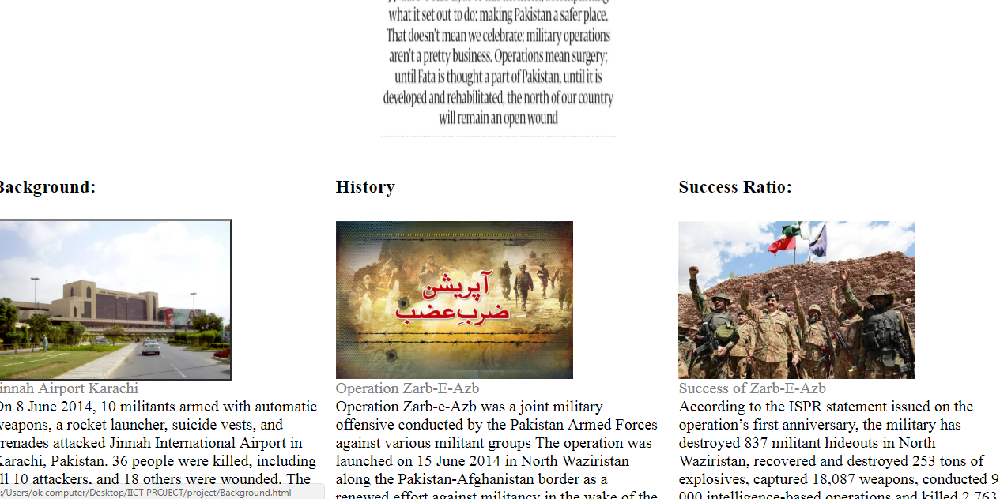 what it set out to do: making Pakistan a safer place.
That doesn't mean we celebrate; military operations
aren't a pretty business. Operations mean surgery;
until Fata is thought a part of Pakistan, until it is
developed and rehabilitated, the north of our country
will remain an open wound
Background:
innah Airport Karachi
On 8 June 2014, 10 militants armed with automatic
weapons, a rocket launcher, suicide vests, and
grenades attacked Jinnah International Airport in
Karachi, Pakistan. 36 people were killed, including
all 10 attackers, and 18 others were wounded. The
:/Users/ok computer/Desktop/IICT PROJECT/project/Background.html
History
آپریشن
ضربِ عضب
Operation Zarb-E-Azb
Operation Zarb-e-Azb was a joint military
offensive conducted by the Pakistan Armed Forces
against various militant groups The operation was
launched on 15 June 2014 in North Waziristan
along the Pakistan-Afghanistan border as a
renewed effort against militancy in the wake of the
Success Ratio:
Success of Zarb-E-Azb
According to the ISPR statement issued on the
operation’s first anniversary, the military has
destroyed 837 militant hideouts in North
Waziristan, recovered and destroyed 253 tons of
explosives, captured 18,087 weapons, conducted 9
000 intelligence-based operations and killed 2,763